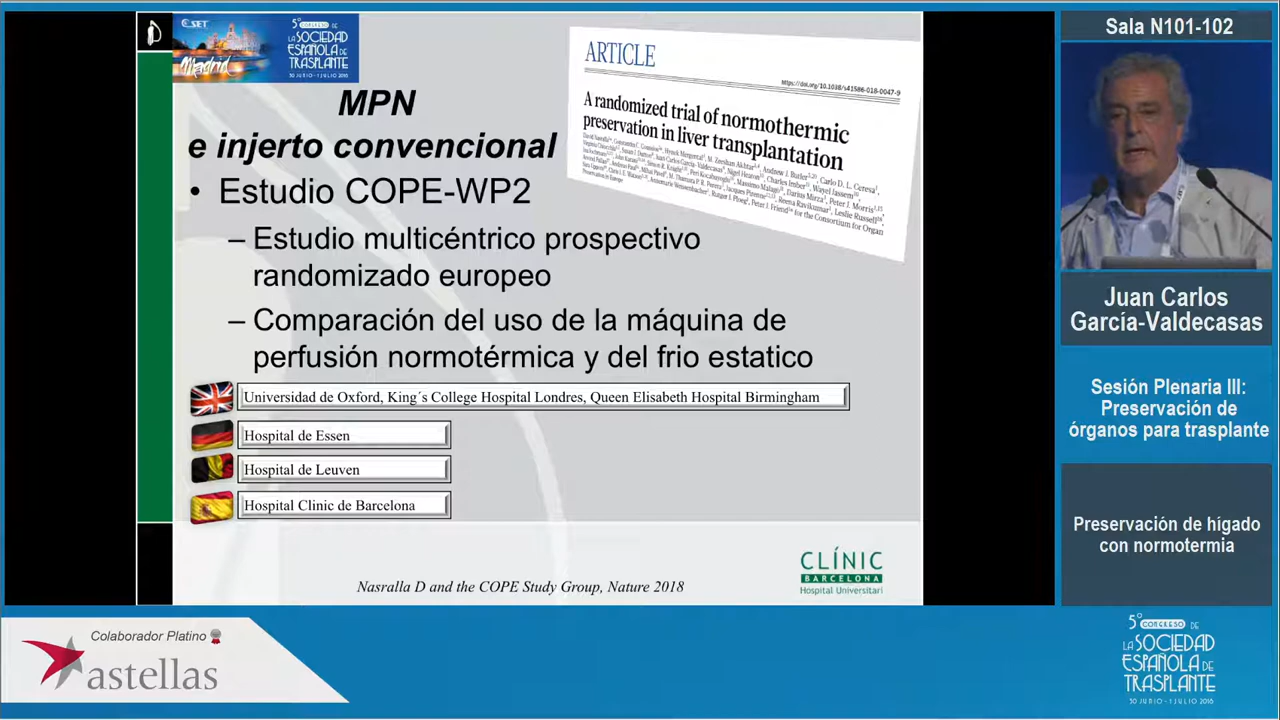 Sala N101-102
SET
5º CONGRESO DE
LA SOCIEDAD
ESPAÑOLA DE
TRASPLANTE
Madrid
ARTICLE
A randomized trial of normothermic
preservation in liver transplantation
MPN
e injerto convencional
• Estudio COPE-WP2
– Estudio multicéntrico prospectivo
randomizado europeo
– Comparación del uso de la máquina de
perfusión normotérmica y del frio estatico
Universidad de Oxford, King´s College Hospital Londres, Queen Elisabeth Hospital Birmingham
Hospital de Essen
Hospital de Leuven
Hospital Clinic de Barcelona
Nasralla D and the COPE Study Group, Nature 2018
CLÍNIC
BARCELONA
Hospital Universitari
Juan Carlos
García-Valdecasas
Sesión Plenaria III:
Preservación de
órganos para trasplante
Preservación de hígado
con normotermia
Colaborador Platino
astellas
5º CONGRESO DE
LA SOCIEDAD
ESPAÑOLA DE
TRASPLANTE